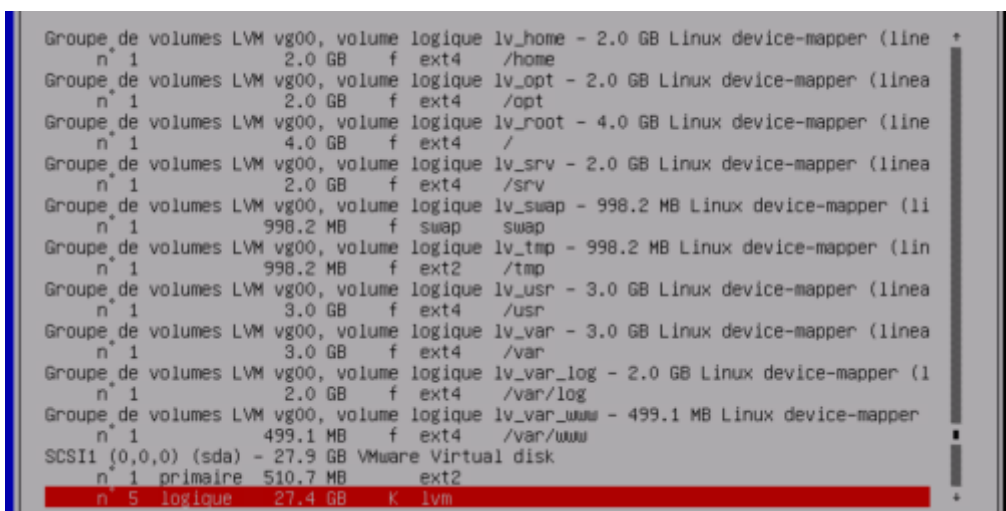 Groupe de volumes LVM vg00, volume logique lv_home - 2.0 GB Linux device-mapper (line
n° 1 2.0 GB f ext4 /home
Groupe de volumes LVM vg00, volume logique lv_opt - 2.0 GB Linux device-mapper (linea
n° 1 2.0 GB f ext4 /opt
Groupe de volumes LVM vg00, volume logique lv_root - 4.0 GB Linux device-mapper (line
n° 1 4.0 GB f ext4 /
Groupe de volumes LVM vg00, volume logique lv_srv - 2.0 GB Linux device-mapper (linea
n° 1 2.0 GB f ext4 /srv
Groupe de volumes LVM vg00, volume logique lv_swap - 998.2 MB Linux device-mapper (li
n° 1 998.2 MB f swap swap
Groupe de volumes LVM vg00, volume logique lv_tmp - 998.2 MB Linux device-mapper (lin
n° 1 998.2 MB f ext2 /tmp
Groupe de volumes LVM vg00, volume logique lv_usr - 3.0 GB Linux device-mapper (linea
n° 1 3.0 GB f ext4 /usr
Groupe de volumes LVM vg00, volume logique lv_var - 3.0 GB Linux device-mapper (linea
n° 1 3.0 GB f ext4 /var
Groupe de volumes LVM vg00, volume logique lv_var_log - 2.0 GB Linux device-mapper (l
n° 1 2.0 GB f ext4 /var/log
Groupe de volumes LVM vg00, volume logique lv_var_www - 499.1 MB Linux device-mapper
n° 1 499.1 MB f ext4 /var/www
SCSI1 (0,0,0) (sda) - 27.9 GB VMware Virtual disk
n° 1 primaire 510.7 MB ext2
n° 5 logique 27.4 GB K lvm